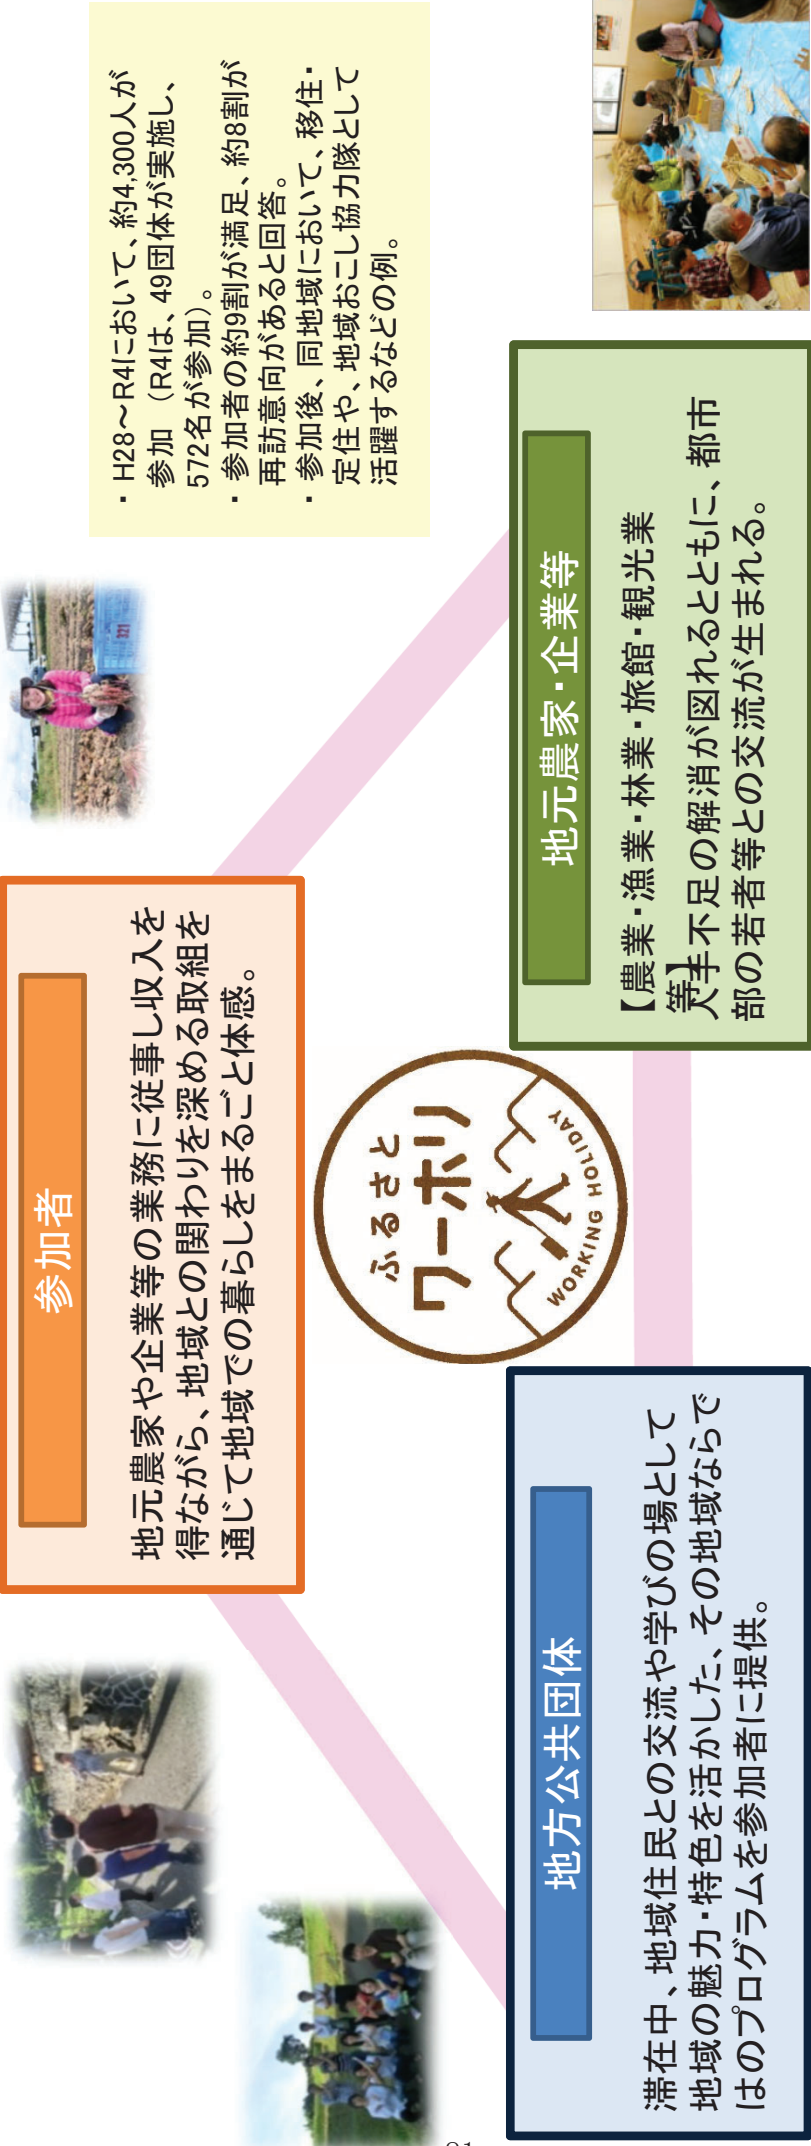 参加者
地元農家や企業等の業務に従事し収入を
得ながら、地域との関わりを深める取組を
通じて地域での暮らしをまるごと体感。
・H28～R4において、約4,300人が
参加（R4は、49団体が実施し、
572名が参加）。
・参加者の約9割が満足、約8割が
再訪意向があると回答。
・参加後、同地域において、移住・
定住や、地域おこし協力隊として
活躍するなどの例。
ふるさと
ワーホリ
WORKING HOLIDAY
地方公共団体
滞在中、地域住民との交流や学びの場として
地域の魅力・特色を活かした、その地域ならで
はのプログラムを参加者に提供。
地元農家・企業等
【農業・漁業・林業・旅館・観光業
等】
人手不足の解消が図れるとともに、都市
部の若者等との交流が生まれる。
321